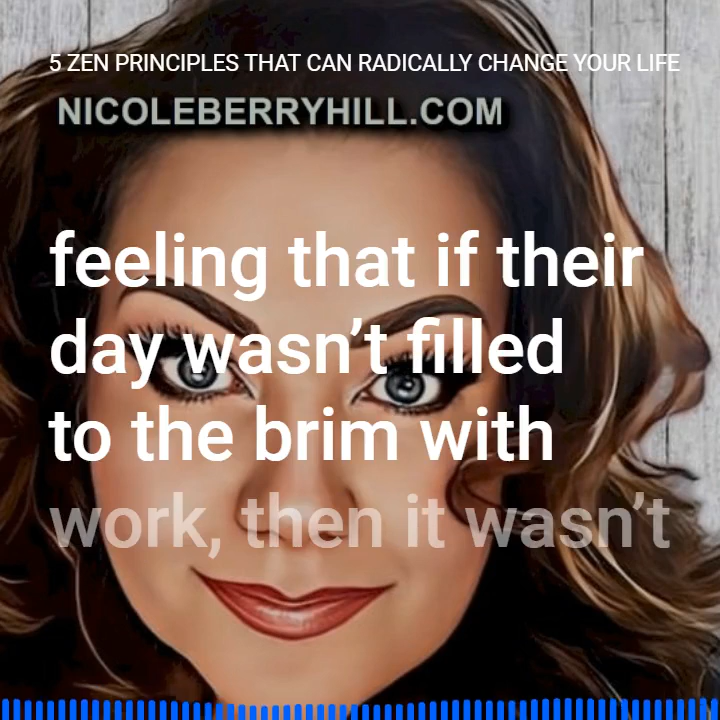 5 ZEN PRINCIPLES THAT CAN RADICALLY CHANGE YOUR LIFE
NICOLEBERRYHILL.COM
feeling that if their
day wasn’t filled
to the brim with
work, then it wasn’t